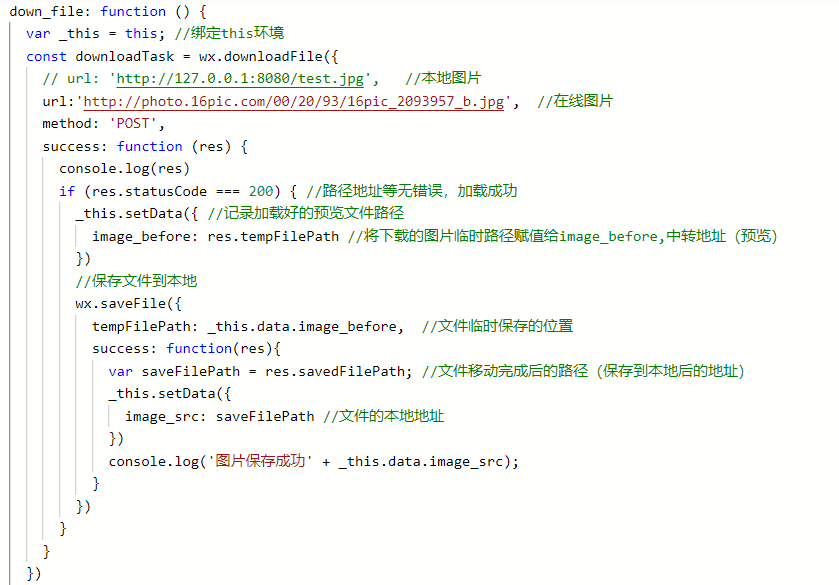 down_file: function () {
var _this = this; //绑定this环境
const downloadTask = wx.downloadFile({
// url: 'http://127.0.0.1:8080/test.jpg',   //本地图片
url:'http://photo.16pic.com/00/20/93/16pic_2093957_b.jpg',  //在线图片
method: 'POST',
success: function (res) {
console.log(res)
if (res.statusCode === 200) { //路径地址等无错误，加载成功
_this.setData({ //记录加载好的预览文件路径
image_before: res.tempFilePath //将下载的图片临时路径赋值给image_before,中转地址（预览）
})
//保存文件到本地
wx.saveFile({
tempFilePath: _this.data.image_before,  //文件临时保存的位置
success: function(res){
var saveFilePath = res.savedFilePath; //文件移动完成后的路径（保存到本地后的地址）
_this.setData({
image_src: saveFilePath //文件的本地地址
})
console.log('图片保存成功' + _this.data.image_src);
}
})
}
}
})